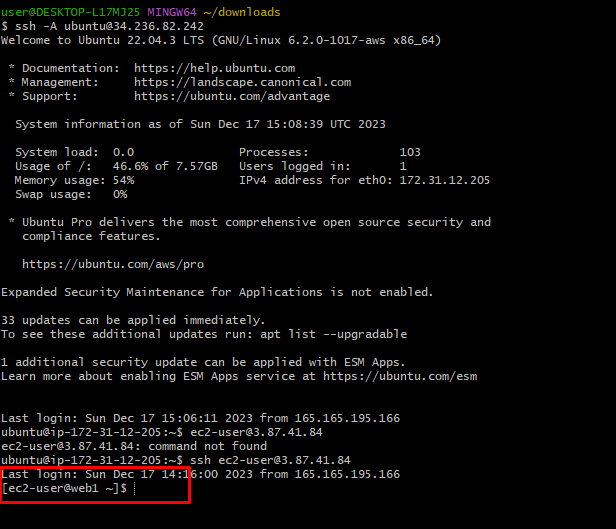 user@DESKTOP-L17MJ25 MINGW64 ~/downloads
$ ssh -A ubuntu@34.236.82.242
Welcome to Ubuntu 22.04.3 LTS (GNU/Linux 6.2.0-1017-aws x86_64)
* Documentation: https://help.ubuntu.com
* Management: https://landscape.canonical.com
* Support: https://ubuntu.com/advantage
System information as of Sun Dec 17 15:08:39 UTC 2023
System load: 0.0 Processes: 103
Usage of /: 46.6% of 7.57GB Users logged in: 1
Memory usage: 54% IPv4 address for eth0: 172.31.12.205
Swap usage: 0%
* Ubuntu Pro delivers the most comprehensive open source security and
compliance features.
https://ubuntu.com/aws/pro
Expanded Security Maintenance for Applications is not enabled.
33 updates can be applied immediately.
To see these additional updates run: apt list --upgradable
1 additional security update can be applied with ESM Apps.
Learn more about enabling ESM Apps service at https://ubuntu.com/esm
Last login: Sun Dec 17 15:06:11 2023 from 165.165.195.166
ubuntu@ip-172-31-12-205:~$ ec2-user@3.87.41.84
ec2-user@3.87.41.84: command not found
ubuntu@ip-172-31-12-205:~$ ssh ec2-user@3.87.41.84
Last login: Sun Dec 17 14:16:00 2023 from 165.165.195.166
[ec2-user@web1 ~]$